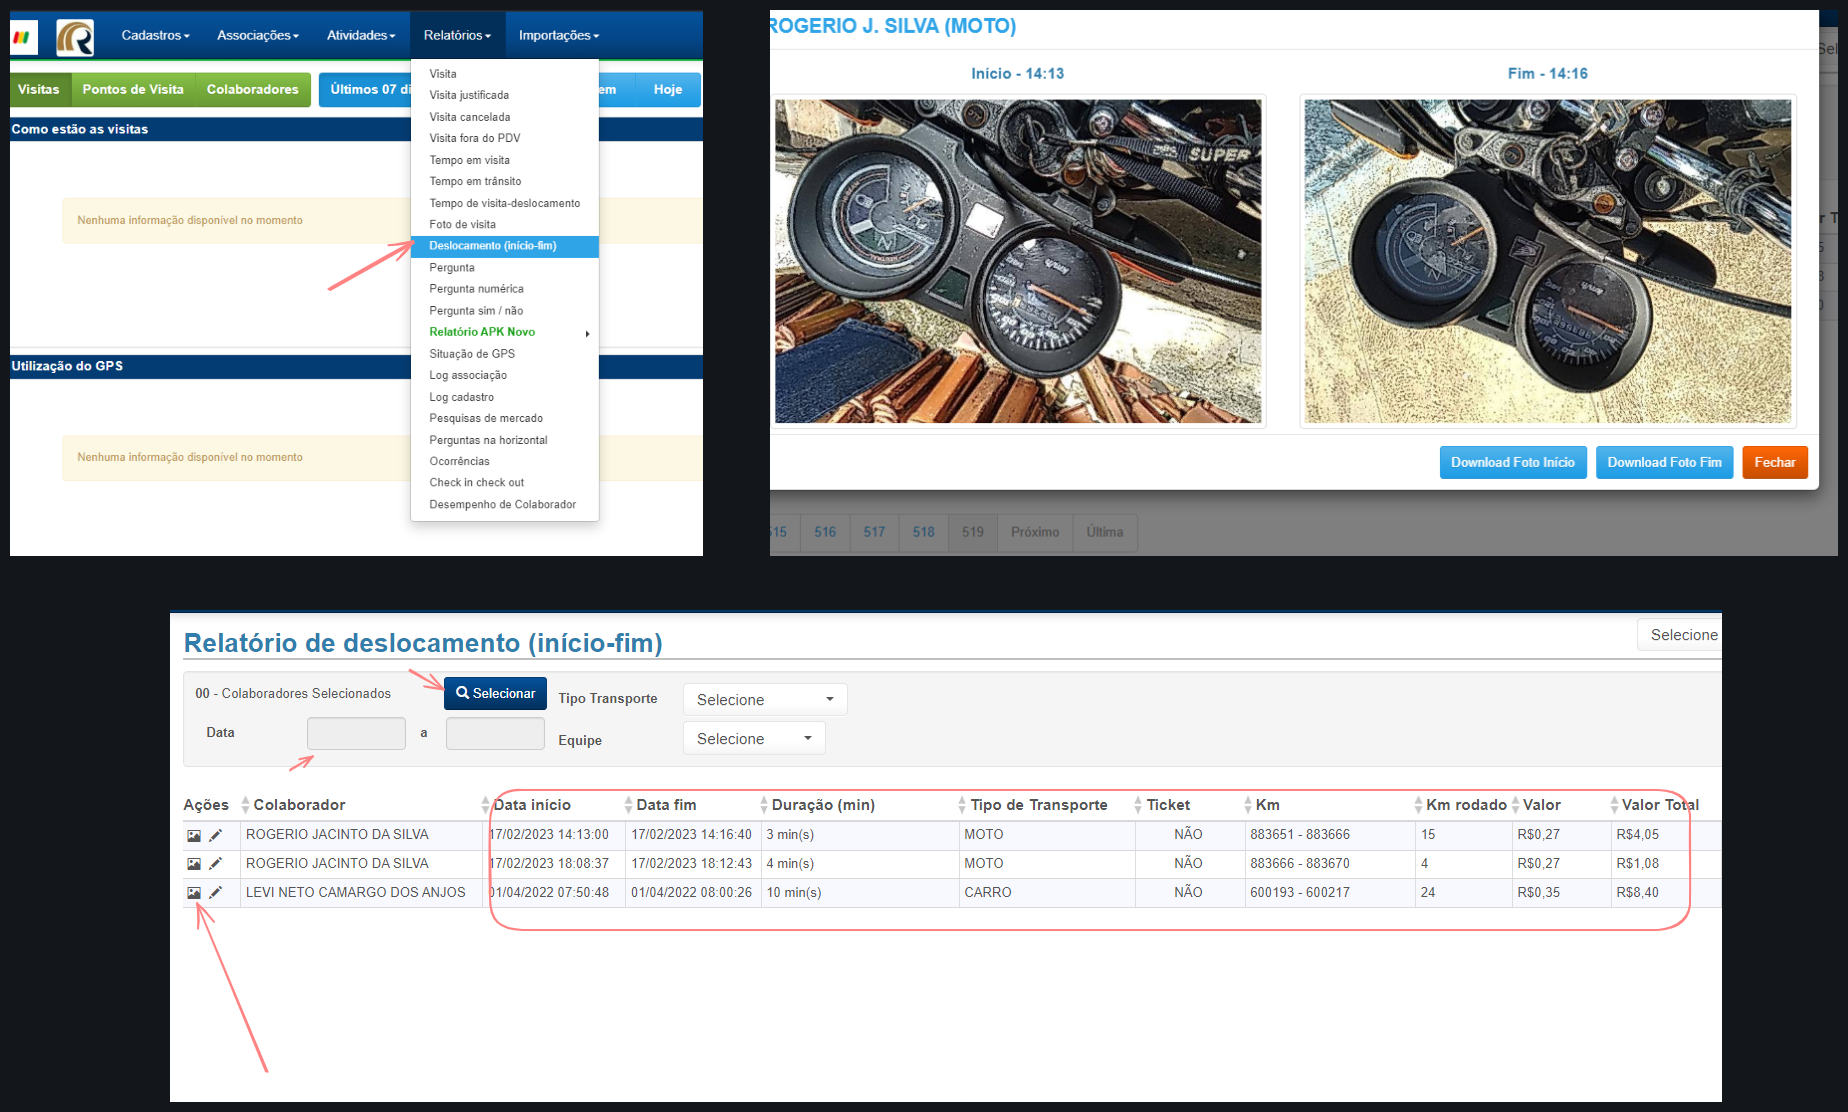 Cadastros Associações Atividades Relatórios Importações
Visitas Pontos de Visita Colaboradores Últimos 07 di em Hoje
Como estão as visitas
Nenhuma informação disponível no momento
Utilização do GPS
Nenhuma informação disponível no momento
Visita
Visita justificada
Visita cancelada
Visita fora do PDV
Tempo em visita
Tempo em trânsito
Tempo de visita-deslocamento
Foto de visita
Deslocamento (início-fim)
Pergunta
Pergunta numérica
Pergunta sim / não
Relatório APK Novo
Situação de GPS
Log associação
Log cadastro
Pesquisas de mercado
Perguntas na horizontal
Ocorrências
Check in check out
Desempenho de Colaborador
ROGERIO J. SILVA (MOTO)
Início - 14:13 Fim - 14:16
SUPER
Download Foto Início Download Foto Fim Fechar
515 516 517 518 519 Próximo Última
Relatório de deslocamento (início-fim) Selecione
00 - Colaboradores Selecionados Selecionar Tipo Transporte Selecione
Data a Equipe Selecione
Ações Colaborador Data início Data fim Duração (min) Tipo de Transporte Ticket Km Km rodado Valor Valor Total
ROGERIO JACINTO DA SILVA 17/02/2023 14:13:00 17/02/2023 14:16:40 3 min(s) MOTO NÃO 883651 - 883666 15 R$0,27 R$4,05
ROGERIO JACINTO DA SILVA 17/02/2023 18:08:37 17/02/2023 18:12:43 4 min(s) MOTO NÃO 883666 - 883670 4 R$0,27 R$1,08
LEVI NETO CAMARGO DOS ANJOS 01/04/2022 07:50:48 01/04/2022 08:00:26 10 min(s) CARRO NÃO 600193 - 600217 24 R$0,35 R$8,40